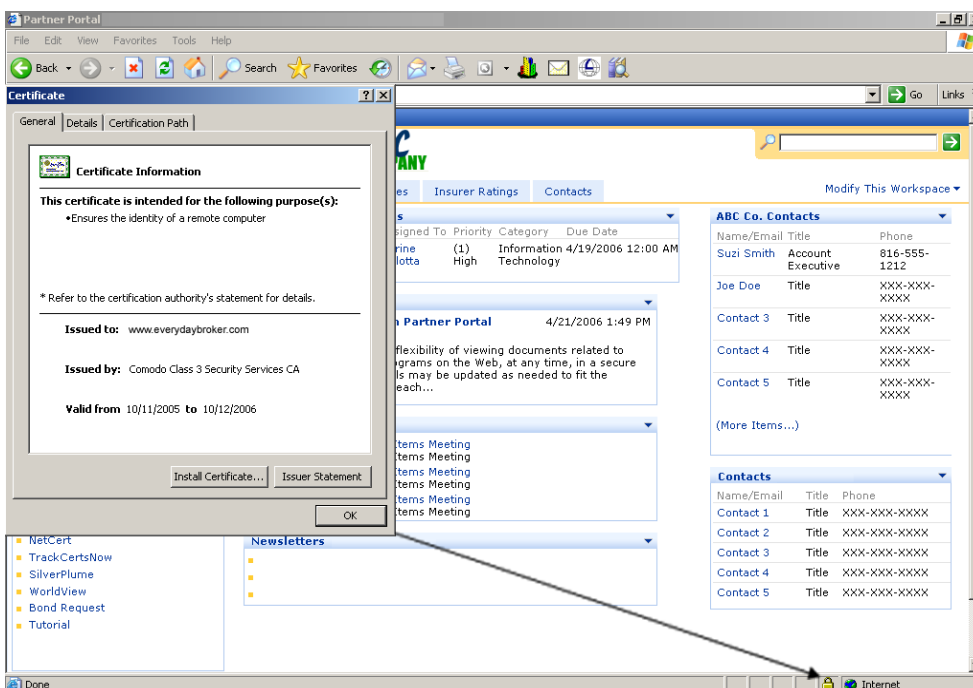 Partner Portal
File Edit View Favorites Tools Help
Back Search Favorites
Go Links
Certificate
General Details Certification Path
Certificate Information
This certificate is intended for the following purpose(s):
•Ensures the identity of a remote computer
* Refer to the certification authority's statement for details.
Issued to: www.everydaybroker.com
Issued by: Comodo Class 3 Security Services CA
Valid from 10/11/2005 to 10/12/2006
Install Certificate... Issuer Statement
OK
C
ANY
es Insurer Ratings Contacts
Modify This Workspace
s
signed To Priority Category Due Date
rine (1) Information 4/19/2006 12:00 AM
lotta High Technology
n Partner Portal 4/21/2006 1:49 PM
flexibility of viewing documents related to
ograms on the Web, at any time, in a secure
ls may be updated as needed to fit the
each...
Items Meeting
Items Meeting
Items Meeting
Items Meeting
Items Meeting
Items Meeting
ABC Co. Contacts
Name/Email Title Phone
Suzi Smith Account Executive 816-555-1212
Joe Doe Title XXX-XXX-XXXX
Contact 3 Title XXX-XXX-XXXX
Contact 4 Title XXX-XXX-XXXX
Contact 5 Title XXX-XXX-XXXX
(More Items...)
Contacts
Name/Email Title Phone
Contact 1 Title XXX-XXX-XXXX
Contact 2 Title XXX-XXX-XXXX
Contact 3 Title XXX-XXX-XXXX
Contact 4 Title XXX-XXX-XXXX
Contact 5 Title XXX-XXX-XXXX
NetCert
TrackCertsNow
SilverPlume
WorldView
Bond Request
Tutorial
Newsletters
Done
Internet